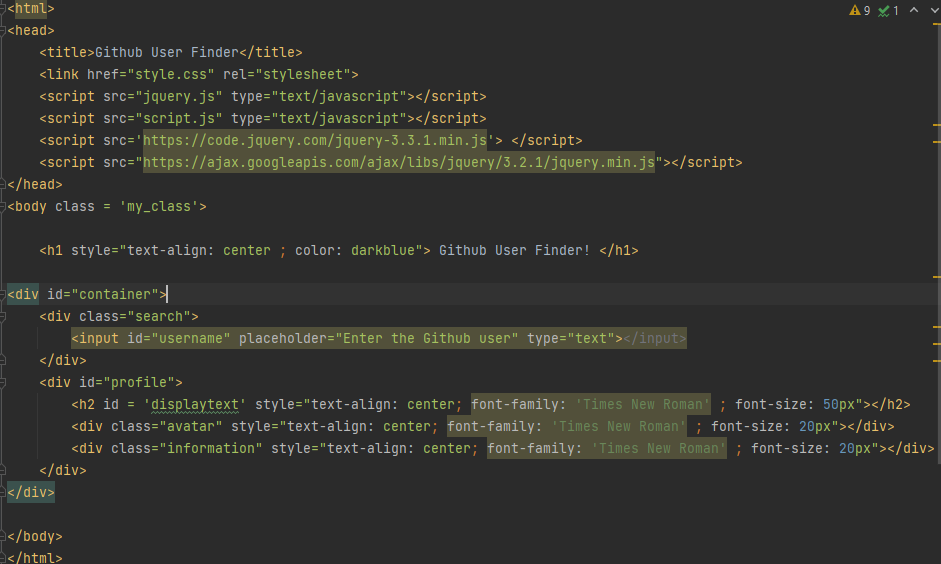 <html>
9 1
<head>
<title>Github User Finder</title>
<link href="style.css" rel="stylesheet">
<script src="jquery.js" type="text/javascript"></script>
<script src="script.js" type="text/javascript"></script>
<script src='https://code.jquery.com/jquery-3.3.1.min.js'> </script>
<script src="https://ajax.googleapis.com/ajax/libs/jquery/3.2.1/jquery.min.js"></script>
</head>
<body class = 'my_class'>
<h1 style="text-align: center ; color: darkblue"> Github User Finder! </h1>
<div id="container">
<div class="search">
<input id="username" placeholder="Enter the Github user" type="text"></input>
</div>
<div id="profile">
<h2 id = 'displaytext' style="text-align: center; font-family: 'Times New Roman' ; font-size: 50px"></h2>
<div class="avatar" style="text-align: center; font-family: 'Times New Roman' ; font-size: 20px"></div>
<div class="information" style="text-align: center; font-family: 'Times New Roman' ; font-size: 20px"></div>
</div>
</div>
</body>
</html>